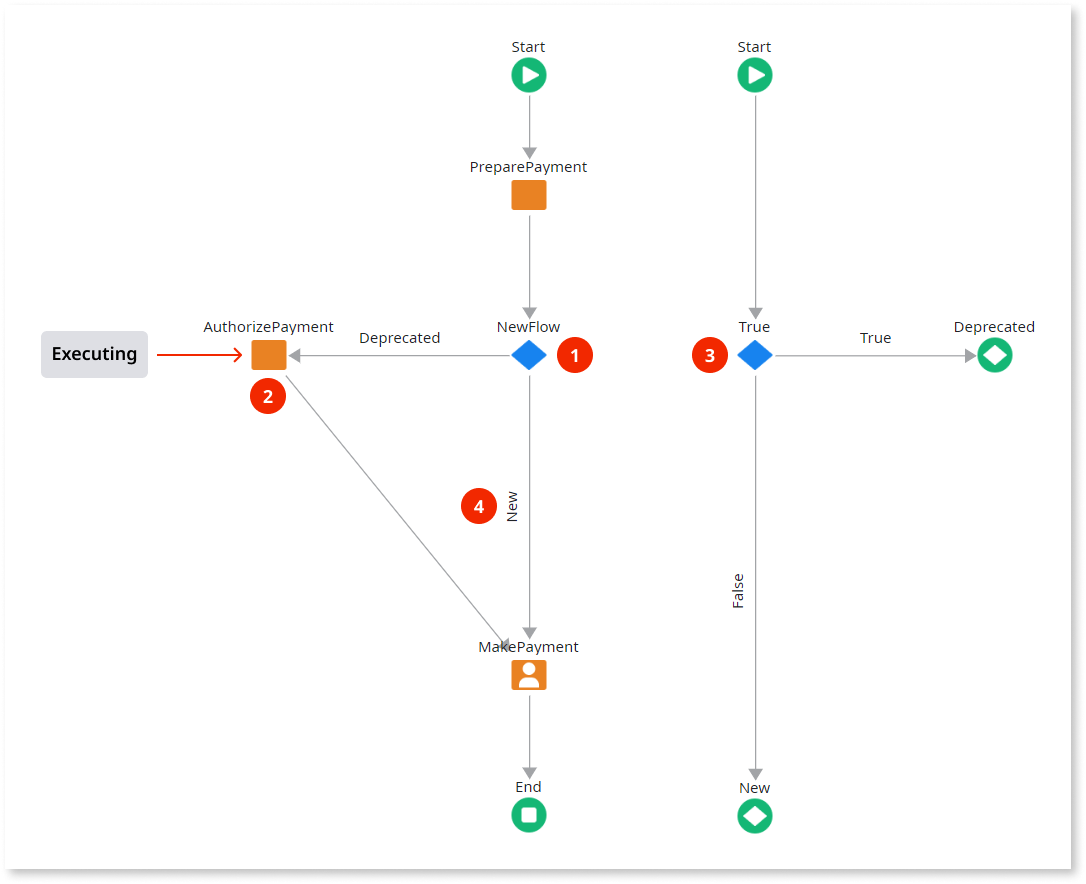 Start
Start
PreparePayment
AuthorizePayment
Deprecated
NewFlow
True
True
Deprecated
Executing
1
3
2
4
New
False
MakePayment
End
New